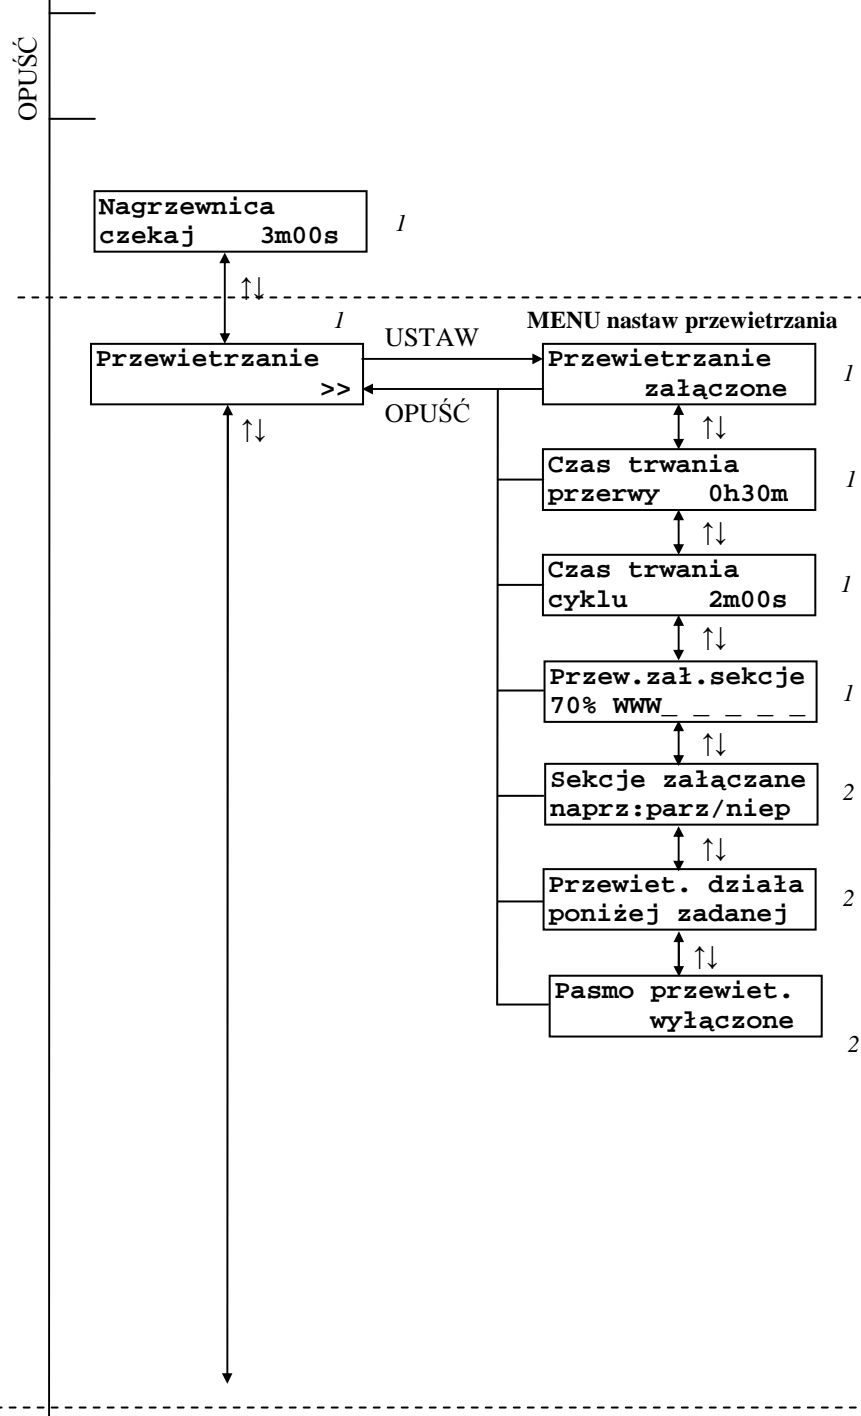 OPUŚĆ
Nagrzewnica
czekaj 3m00s
1
↑↓
1
USTAW
MENU nastaw przewietrzania
Przewietrzanie
>>
OPUŚĆ
↑↓
Przewietrzanie
załączone
1
↑↓
Czas trwania
przerwy 0h30m
1
↑↓
Czas trwania
cyklu 2m00s
1
↑↓
Przew.zał.sekcje
70% WWW_ _ _ _ _
1
↑↓
Sekcje załączane
naprz:parz/niep
2
↑↓
Przewiet. działa
poniżej zadanej
2
↑↓
Pasmo przewiet.
wyłączone
2